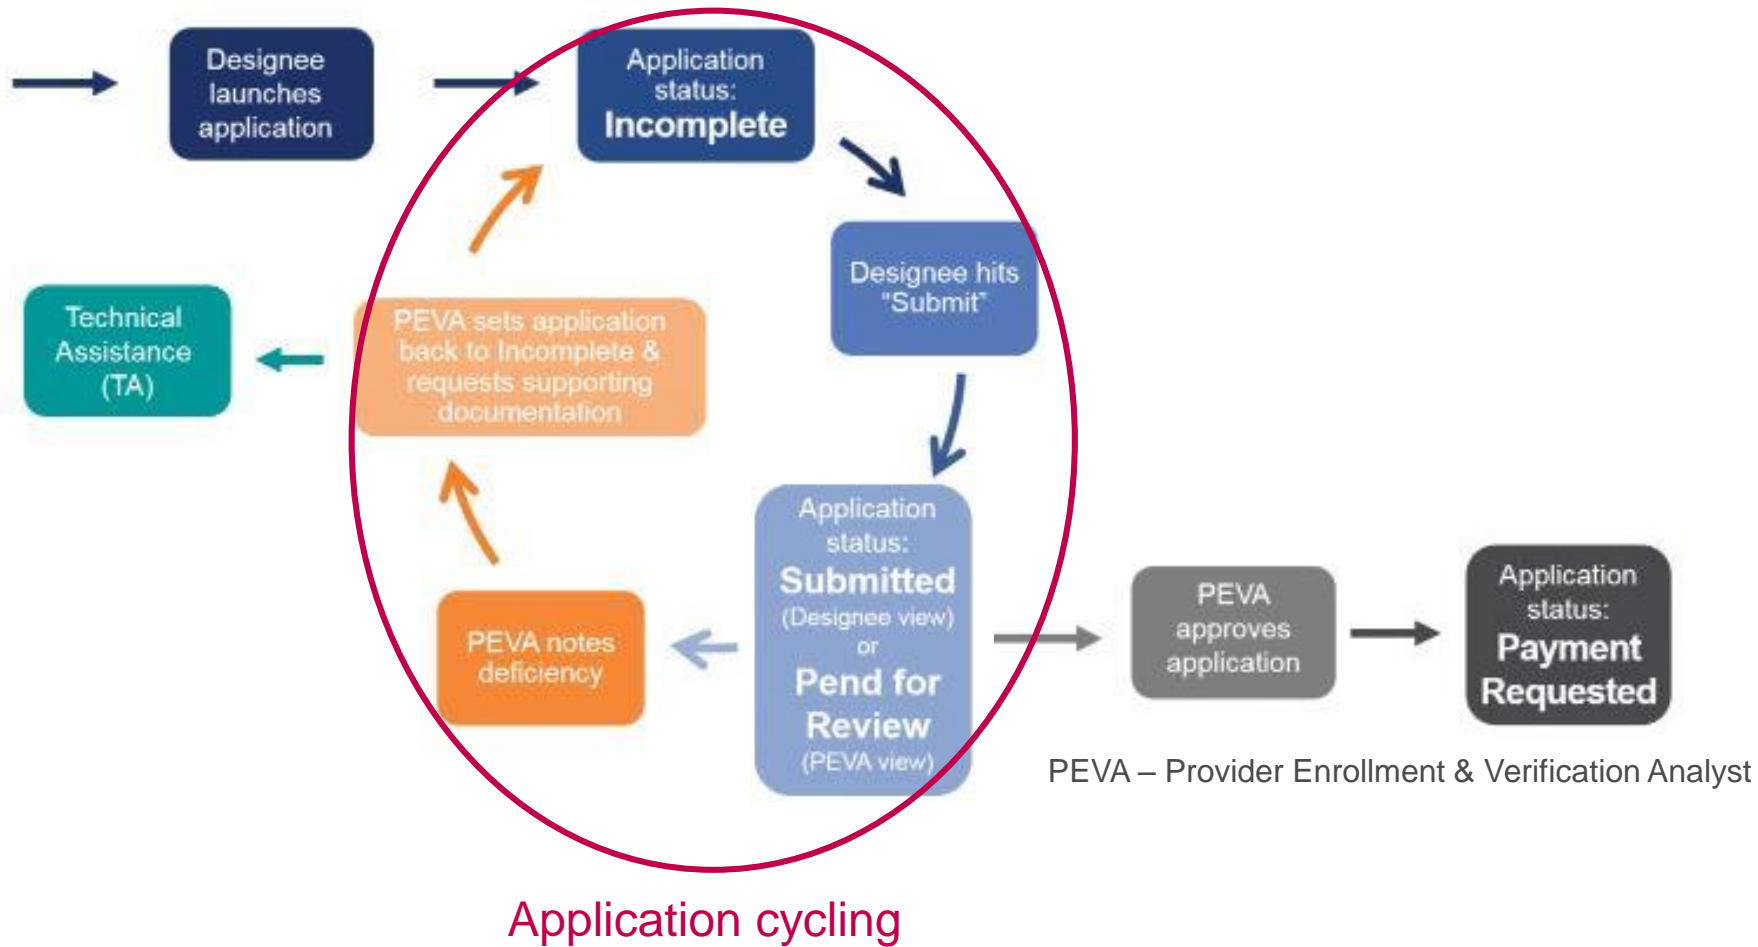 Designee
launches
application
Application
status:
Incomplete
Designee hits
“Submit”
Technical
Assistance
(TA)
PEVA sets application
back to Incomplete &
requests supporting
documentation
Application
status:
Submitted
(Designee view)
or
Pend for
Review
(PEVA view)
PEVA notes
deficiency
PEVA
approves
application
Application
status:
Payment
Requested
PEVA – Provider Enrollment & Verification Analyst
Application cycling